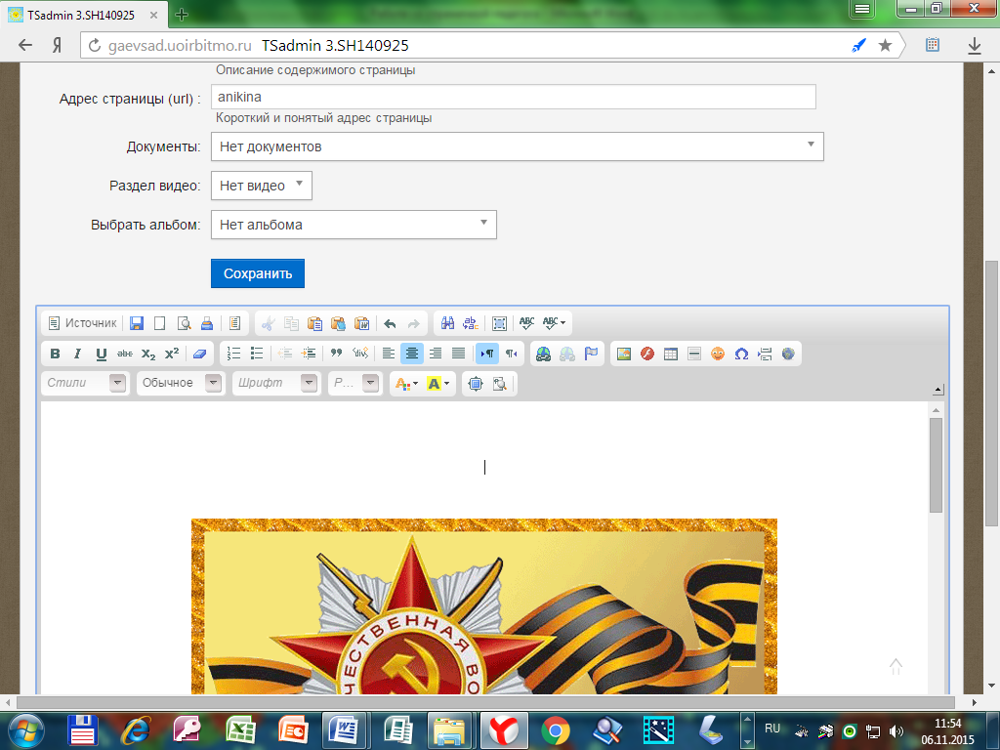 TSadmin 3.SH140925
gaevsad.uoirbitmo.ru TSadmin 3.SH140925
Описание содержимого страницы
Адрес страницы (url) : anikina
Короткий и понятый адрес страницы
Документы: Нет документов
Раздел видео: Нет видео
Выбрать альбом: Нет альбома
Сохранить
Источник
Стили Обычное Шрифт Р...
ЧЕСТВЕННАЯ ВО
RU 11:54
06.11.2015